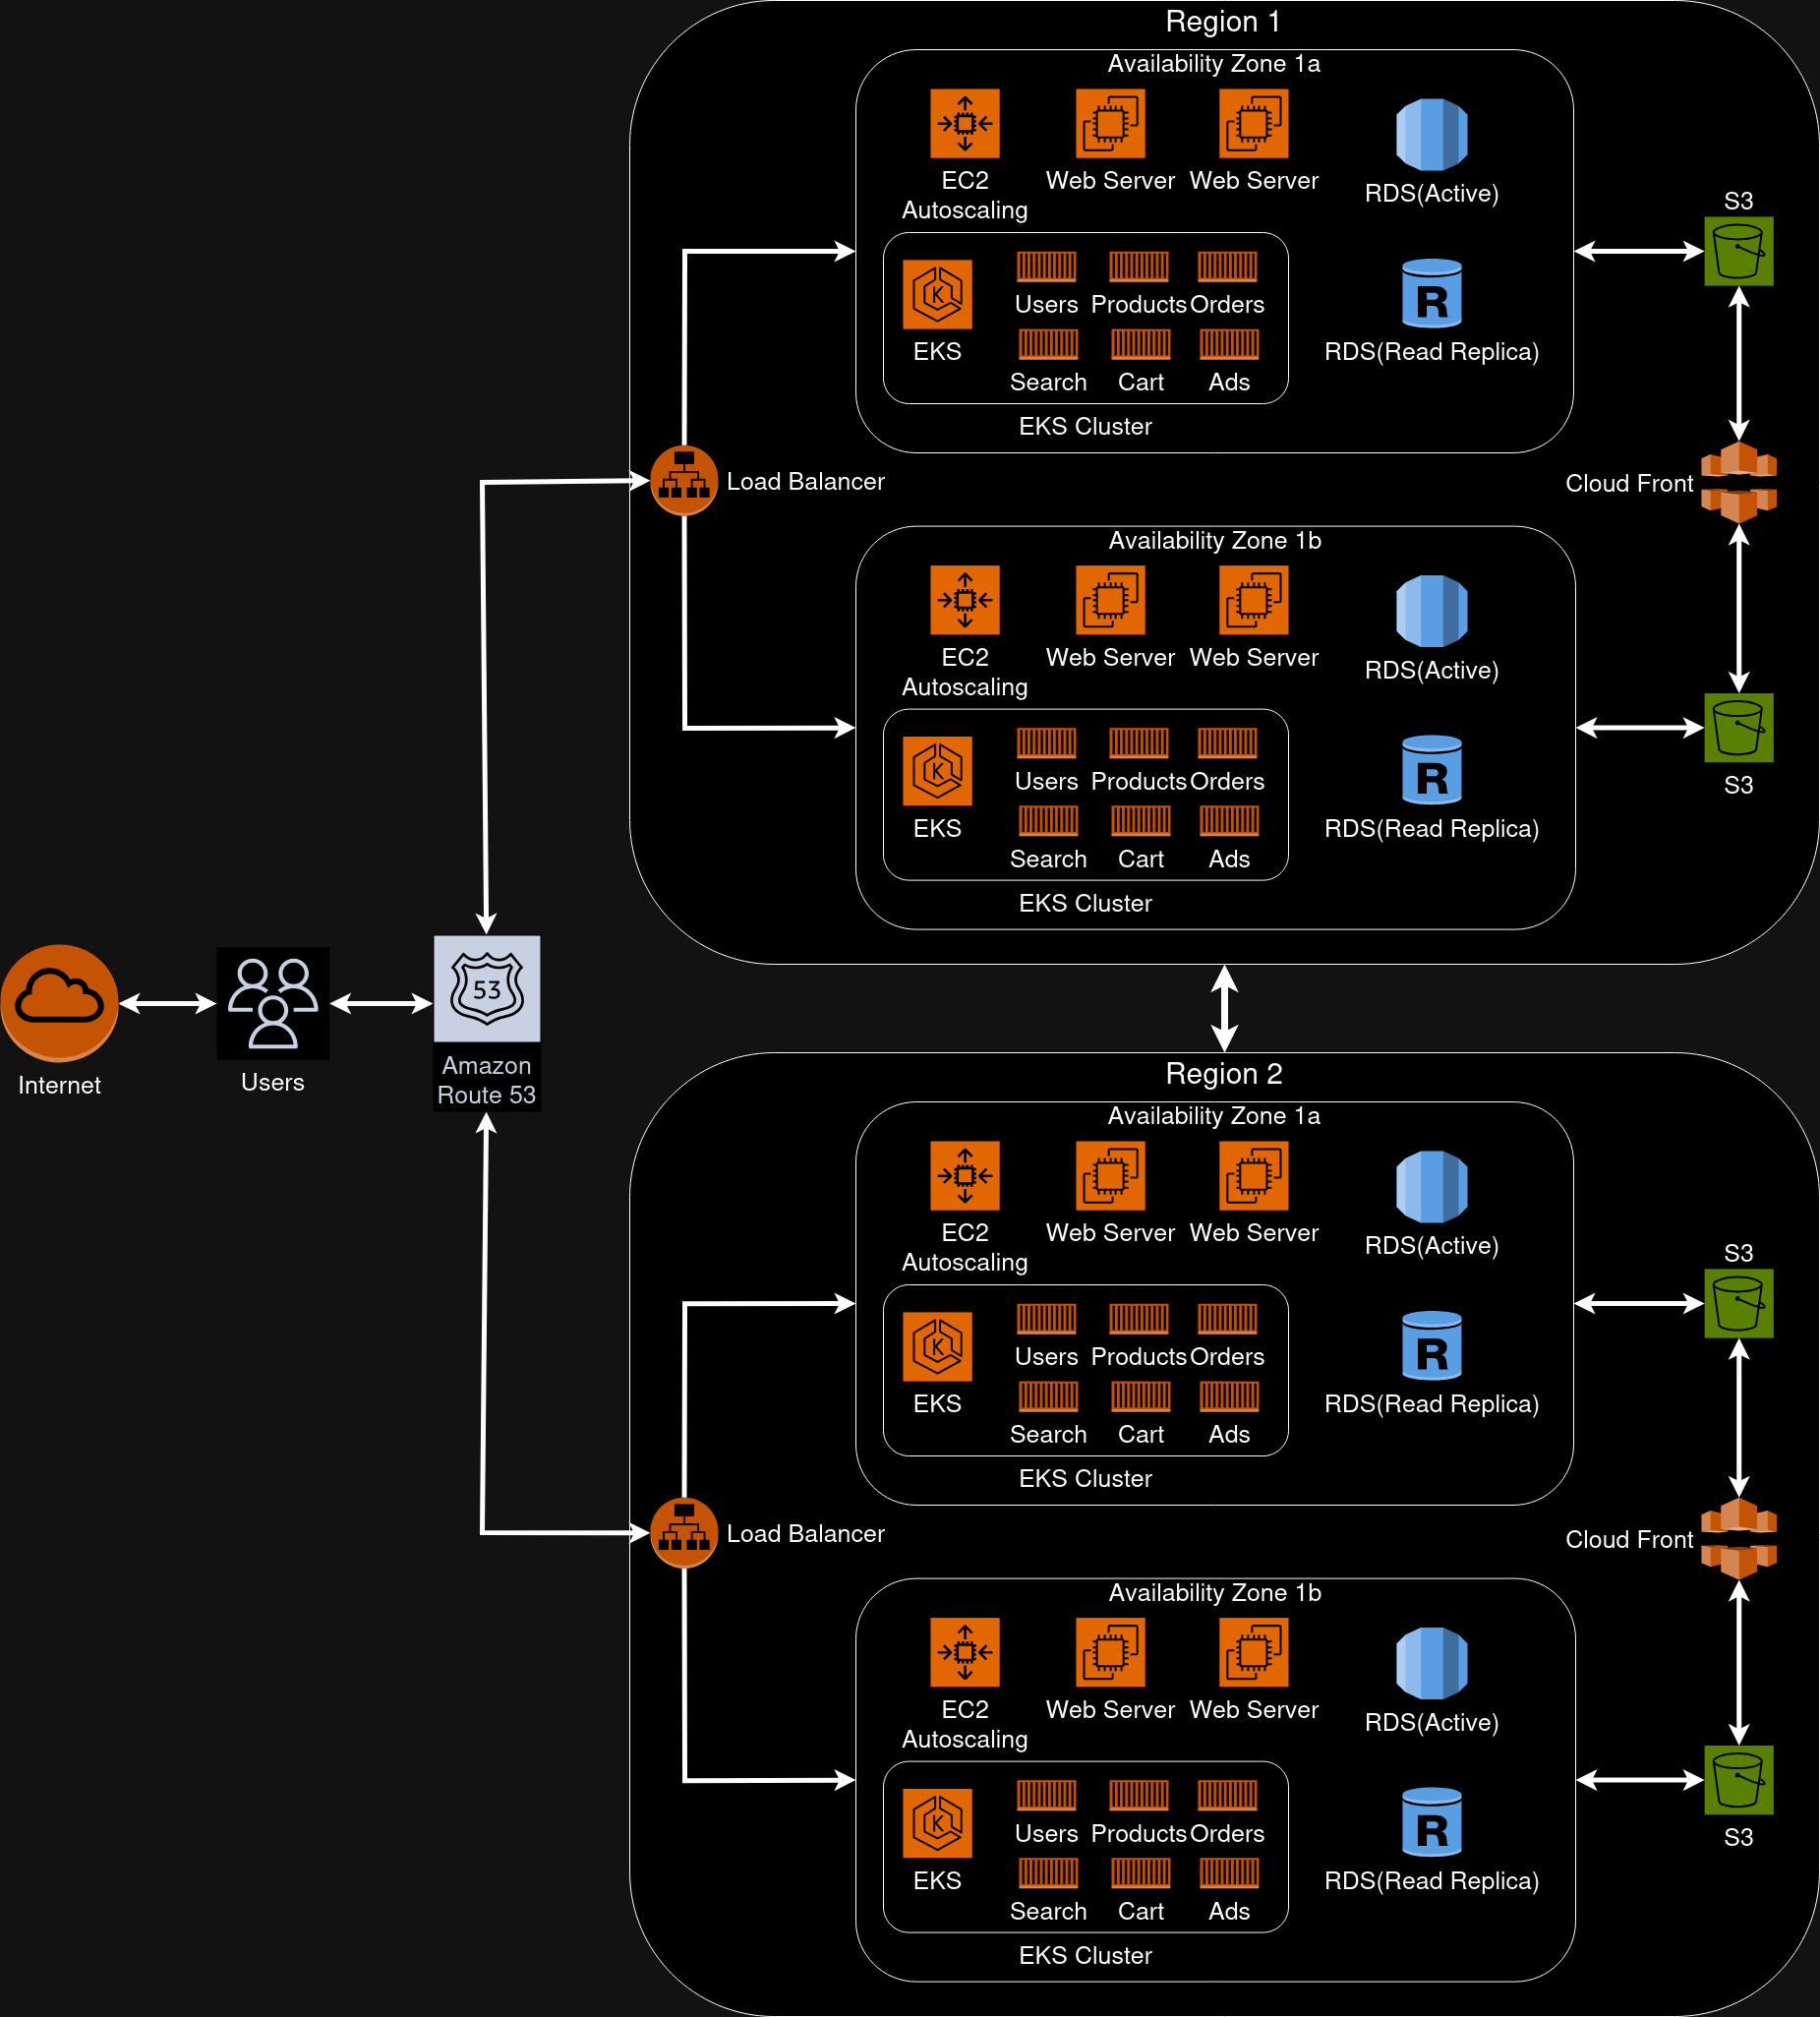 Region 1
Availability Zone 1a
EC2
Autoscaling
Web Server
Web Server
RDS(Active)
S3
EKS
Users
Products
Orders
Search
Cart
Ads
EKS Cluster
RDS(Read Replica)
Load Balancer
Cloud Front
Availability Zone 1b
EC2
Autoscaling
Web Server
Web Server
RDS(Active)
EKS
Users
Products
Orders
Search
Cart
Ads
EKS Cluster
RDS(Read Replica)
S3
Internet
Users
53
Amazon
Route 53
Region 2
Availability Zone 1a
EC2
Autoscaling
Web Server
Web Server
RDS(Active)
S3
EKS
Users
Products
Orders
Search
Cart
Ads
EKS Cluster
RDS(Read Replica)
Load Balancer
Cloud Front
Availability Zone 1b
EC2
Autoscaling
Web Server
Web Server
RDS(Active)
EKS
Users
Products
Orders
Search
Cart
Ads
EKS Cluster
RDS(Read Replica)
S3